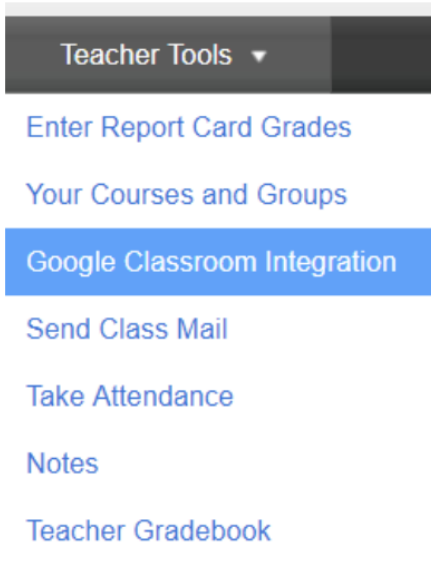 Teacher Tools
Enter Report Card Grades
Your Courses and Groups
Google Classroom Integration
Send Class Mail
Take Attendance
Notes
Teacher Gradebook